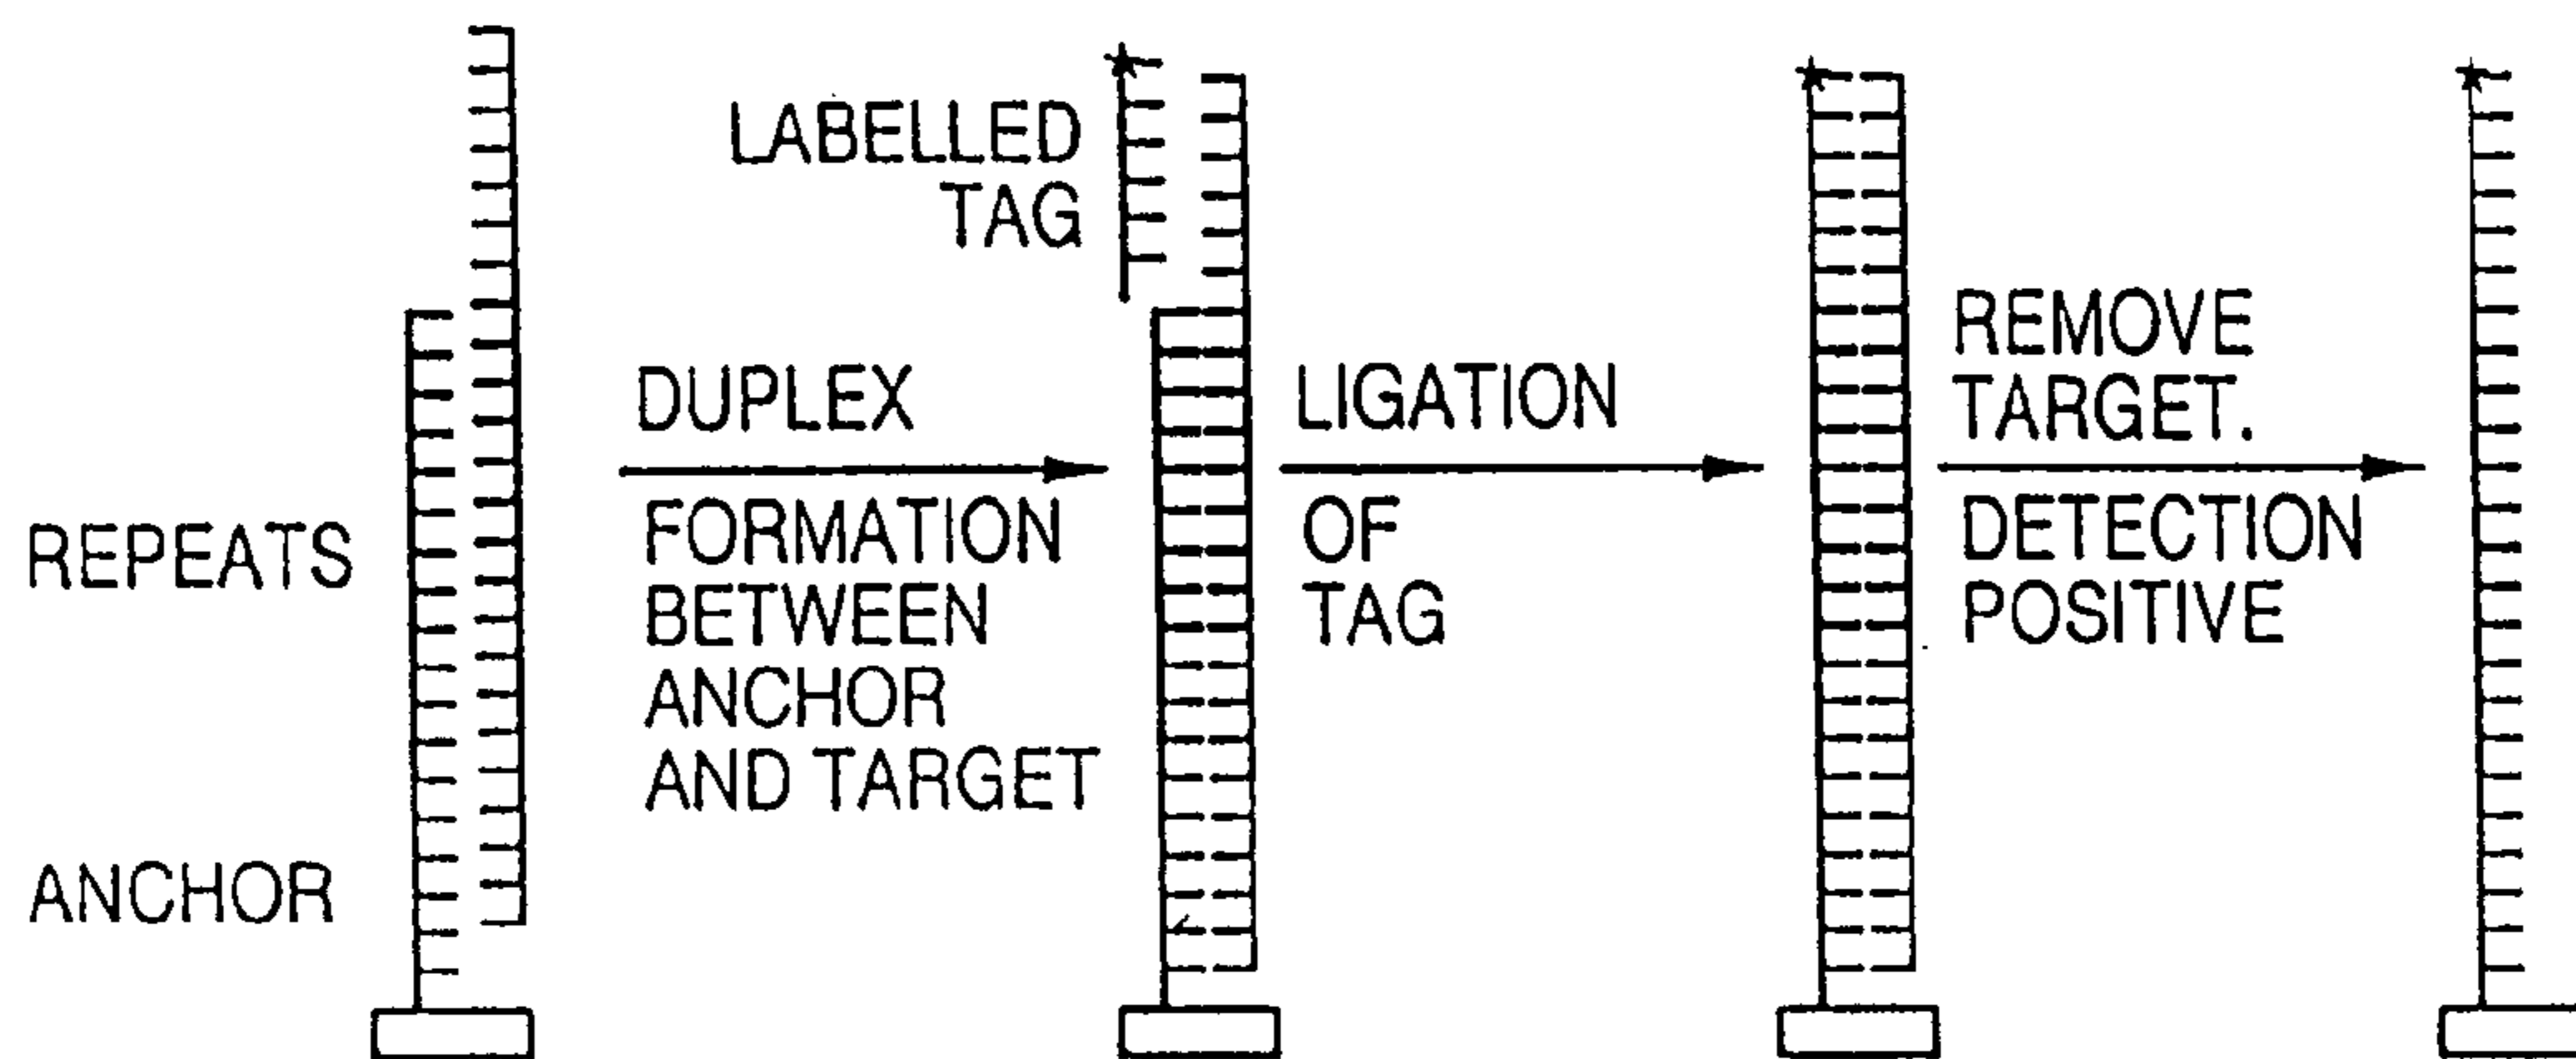 REPEATS
ANCHOR
DUPLEX
FORMATION
BETWEEN
ANCHOR
AND TARGET
LABELLED
TAG
LIGATION
OF
TAG
REMOVE
TARGET.
DETECTION
POSITIVE